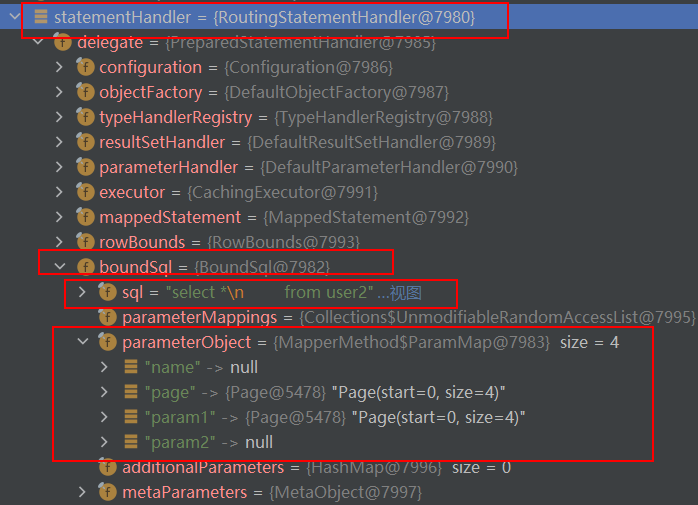 statementHandler = {RoutingStatementHandler@7980}
delegate = {PreparedStatementHandler@7985}
configuration = {Configuration@7986}
objectFactory = {DefaultObjectFactory@7987}
typeHandlerRegistry = {TypeHandlerRegistry@7988}
resultSetHandler = {DefaultResultSetHandler@7989}
parameterHandler = {DefaultParameterHandler@7990}
executor = {CachingExecutor@7991}
mappedStatement = {MappedStatement@7992}
rowBounds = {RowBounds@7993}
boundSql = {BoundSql@7982}
sql = "select *\n from user2" ...视图
parameterMappings = {Collections$UnmodifiableRandomAccessList@7995}
parameterObject = {MapperMethod$ParamMap@7983} size = 4
"name" -> null
"page" -> {Page@5478} "Page(start=0, size=4)"
"param1" -> {Page@5478} "Page(start=0, size=4)"
"param2" -> null
additionalParameters = {HashMap@7996} size = 0
metaParameters = {MetaObject@7997}